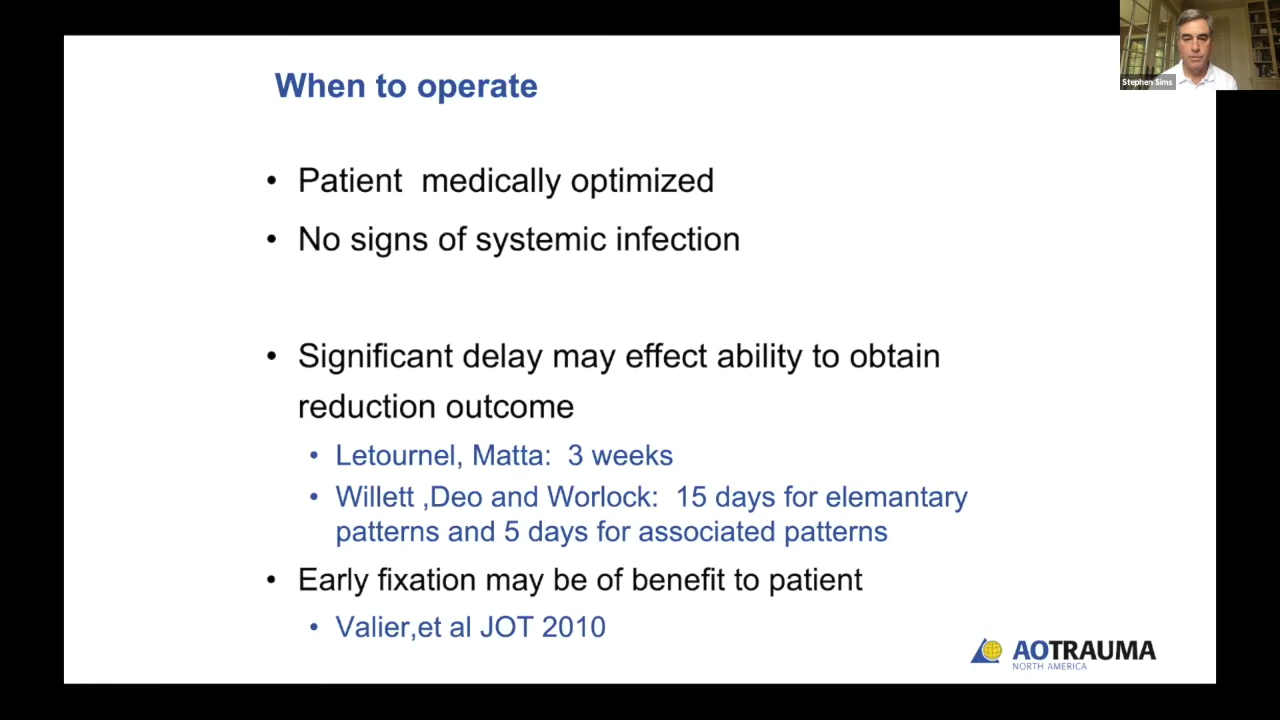 When to operate
Stephen Sims
• Patient  medically optimized
• No signs of systemic infection
• Significant delay may effect ability to obtain
reduction outcome
• Letournel, Matta:  3 weeks
• Willett ,Deo and Worlock:  15 days for elemantary
patterns and 5 days for associated patterns
• Early fixation may be of benefit to patient
• Valier,et al JOT 2010
AOTRAUMA
NORTH AMERICA